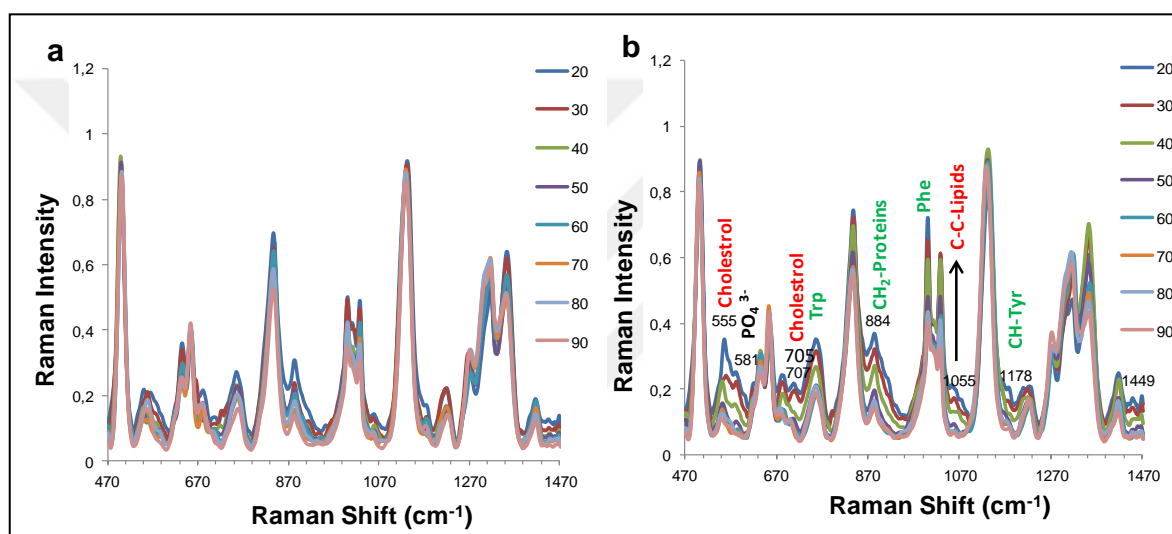 a
1,2
1
0,8
0,6
0,4
0,2
0
470 670 870 1070 1270 1470
Raman Intensity
Raman Shift (cm-1)
20
30
40
50
60
70
80
90
b
1,2
1
0,8
0,6
0,4
0,2
0
470 670 870 1070 1270 1470
Raman Intensity
Raman Shift (cm-1)
Cholestrol
555
PO4 3-
581
Cholestrol
705
707
Trp
CH2-Proteins
884
Phe
C-C-Lipids
1055
CH-Tyr
1178
1449
20
30
40
50
60
70
80
90